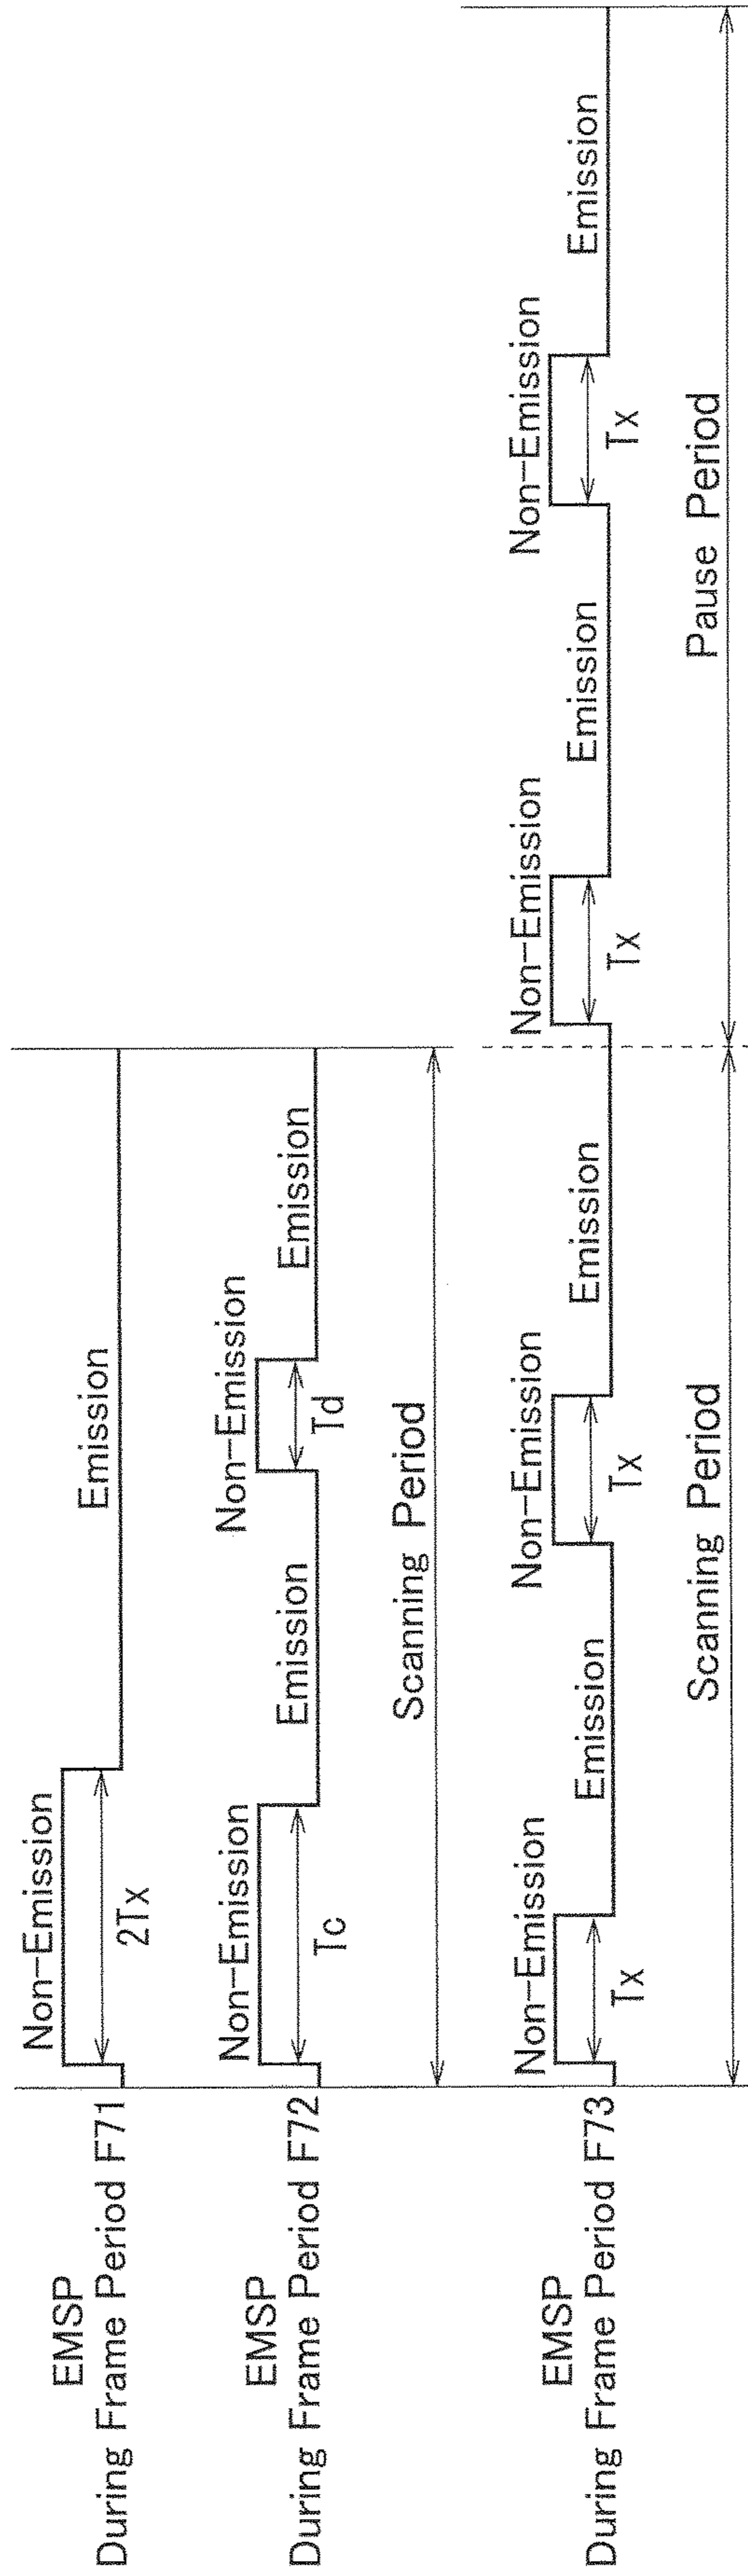 EMSP
During Frame Period F71
Non-Emission
2Tx
Emission
EMSP
During Frame Period F72
Non-Emission
Tc
Emission
Non-Emission
Td
Emission
Scanning Period
EMSP
During Frame Period F73
Non-Emission
Tx
Emission
Non-Emission
Tx
Emission
Non-Emission
Tx
Emission
Non-Emission
Tx
Emission
Scanning Period
Pause Period